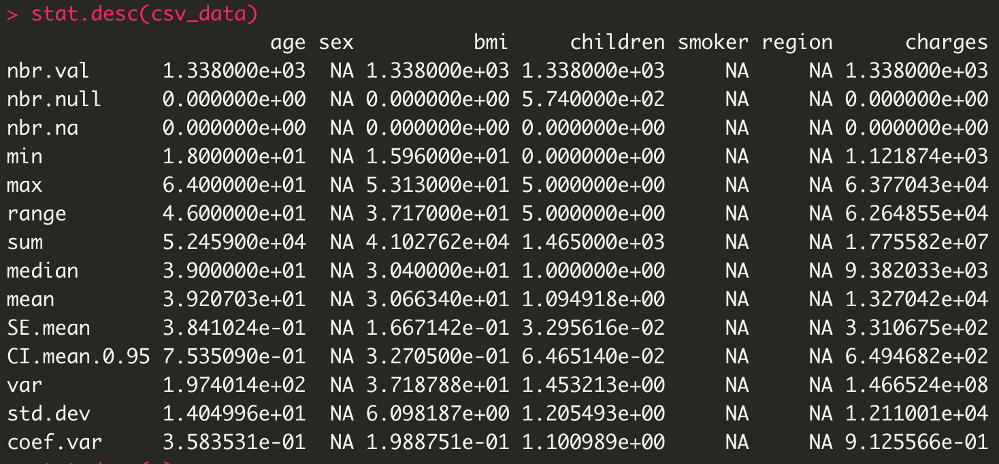 > stat.desc(csv_data)
age sex bmi children smoker region charges
nbr.val 1.338000e+03 NA 1.338000e+03 1.338000e+03 NA NA 1.338000e+03
nbr.null 0.000000e+00 NA 0.000000e+00 5.740000e+02 NA NA 0.000000e+00
nbr.na 0.000000e+00 NA 0.000000e+00 0.000000e+00 NA NA 0.000000e+00
min 1.800000e+01 NA 1.596000e+01 0.000000e+00 NA NA 1.121874e+03
max 6.400000e+01 NA 5.313000e+01 5.000000e+00 NA NA 6.377043e+04
range 4.600000e+01 NA 3.717000e+01 5.000000e+00 NA NA 6.264855e+04
sum 5.245900e+04 NA 4.102762e+04 1.465000e+03 NA NA 1.775582e+07
median 3.900000e+01 NA 3.040000e+01 1.000000e+00 NA NA 9.382033e+03
mean 3.920703e+01 NA 3.066340e+01 1.094918e+00 NA NA 1.327042e+04
SE.mean 3.841024e-01 NA 1.667142e-01 3.295616e-02 NA NA 3.310675e+02
CI.mean.0.95 7.535090e-01 NA 3.270500e-01 6.465140e-02 NA NA 6.494682e+02
var 1.974014e+02 NA 3.718788e+01 1.453213e+00 NA NA 1.466524e+08
std.dev 1.404996e+01 NA 6.098187e+00 1.205493e+00 NA NA 1.211001e+04
coef.var 3.583531e-01 NA 1.988751e-01 1.100989e+00 NA NA 9.125566e-01